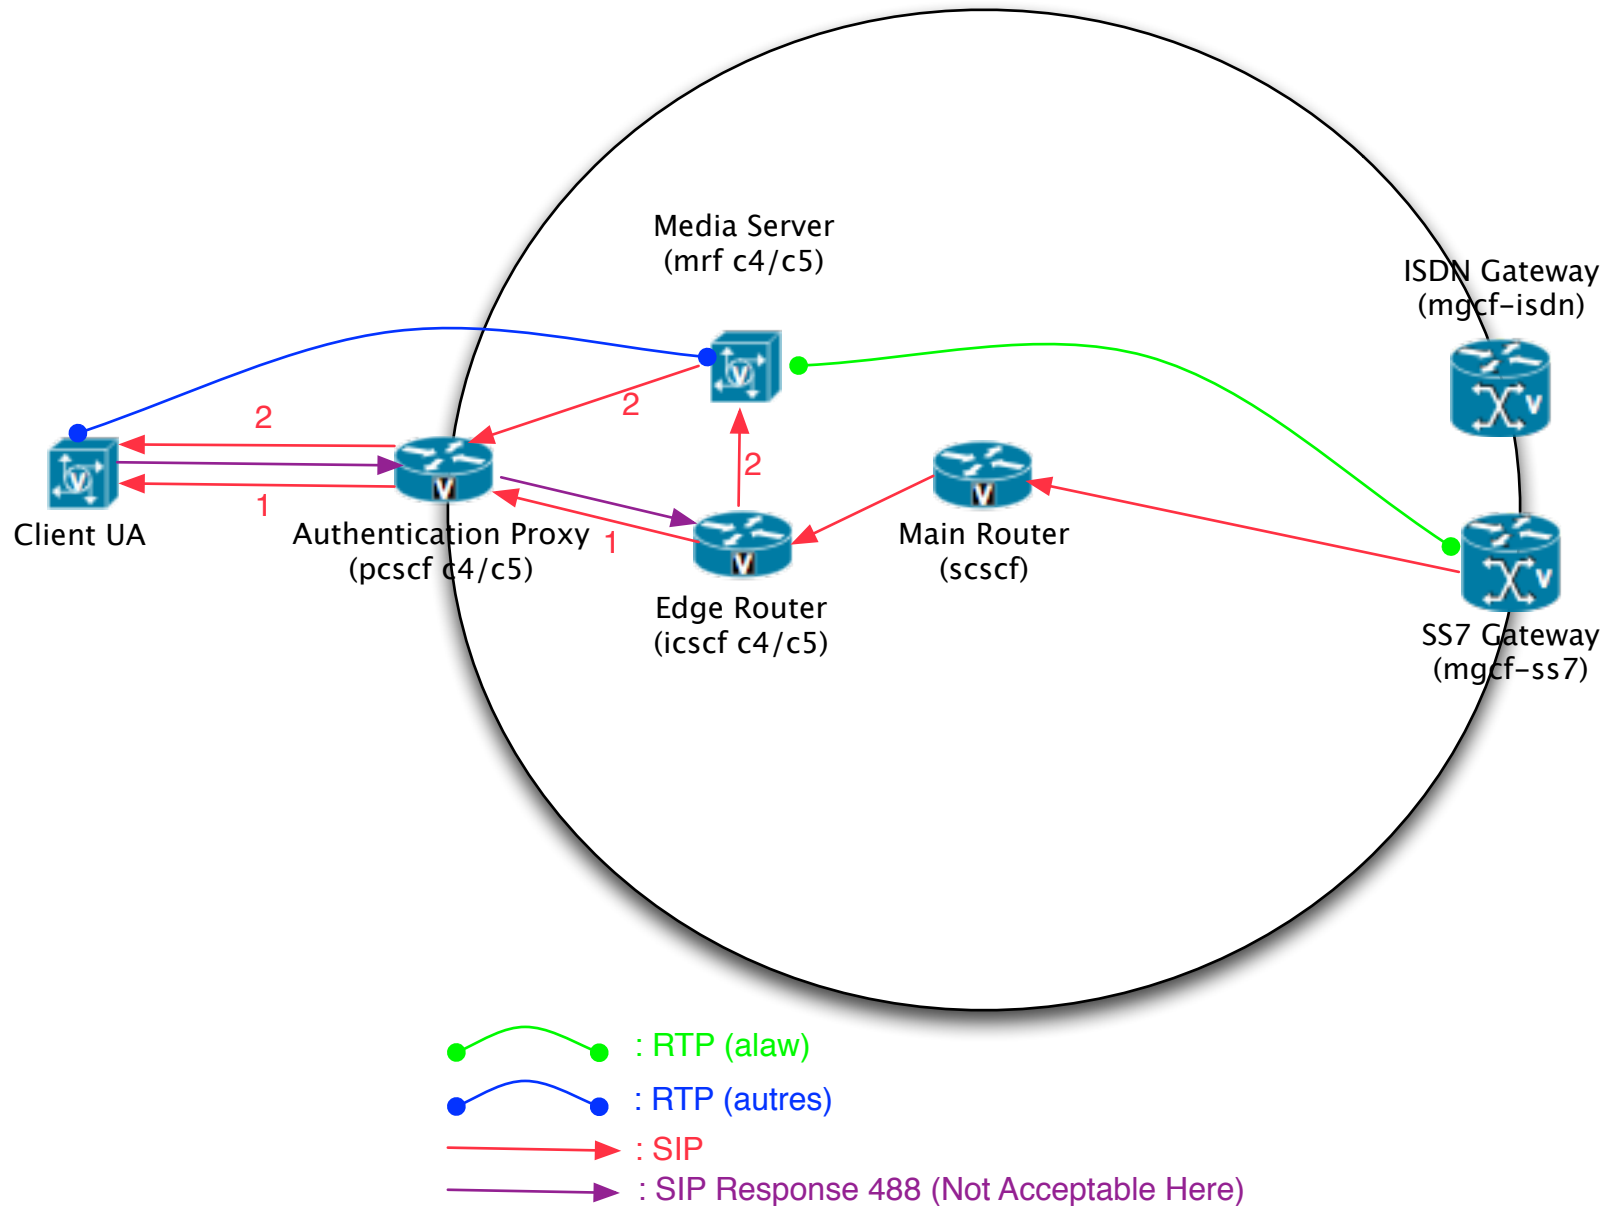 Media Server
(mrf c4/c5)
ISDN Gateway
(mgcf-isdn)
V
V
2
2
V
1
V
Client UA
Authentication Proxy
(pcscf c4/c5)
2
1
V
Edge Router
(icscf c4/c5)
V
Main Router
(scscf)
V
SS7 Gateway
(mgcf-ss7)
: RTP (alaw)
: RTP (autres)
: SIP
: SIP Response 488 (Not Acceptable Here)